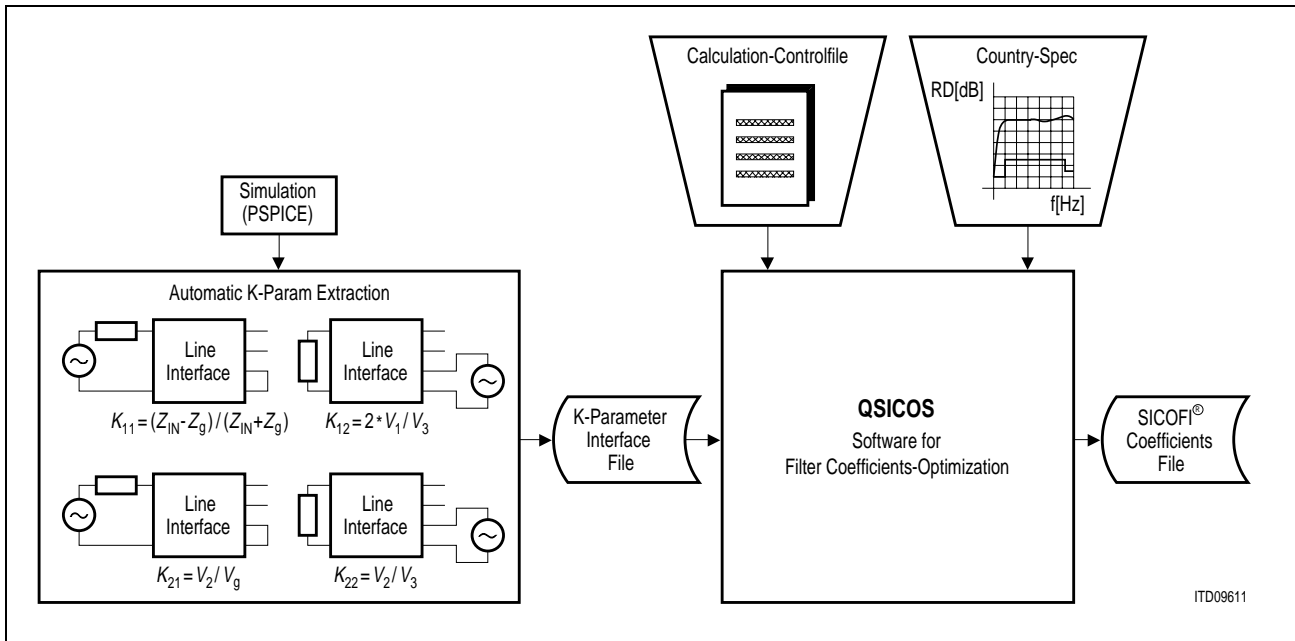 Calculation-Controlfile
Country-Spec
RD[dB]
f[Hz]
Simulation
(PSPICE)
Automatic K-Param Extraction
Line
Interface
K11=(ZIN-Zg)/(ZIN+Zg)
Line
Interface
K12=2*V1/V3
Line
Interface
K21=V2/Vg
Line
Interface
K22=V2/V3
K-Parameter
Interface
File
QSICOS
Software for
Filter Coefficients-Optimization
SICOFI®
Coefficients
File
ITD09611